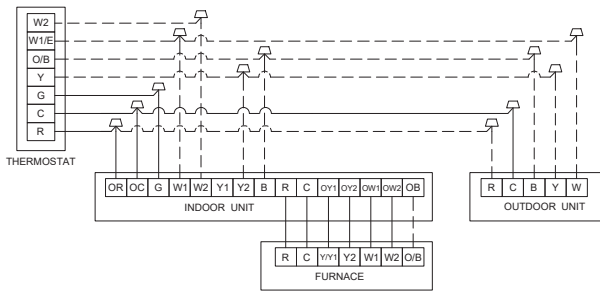 W2
W1/E
O/B
Y
G
C
R
THERMOSTAT
OR OC G W1 W2 Y1 Y2 B R C OY1 OY2 OW1 OW2 OB
INDOOR UNIT
R C B Y W
OUTDOOR UNIT
R C Y/Y1 Y2 W1 W2 O/B
FURNACE